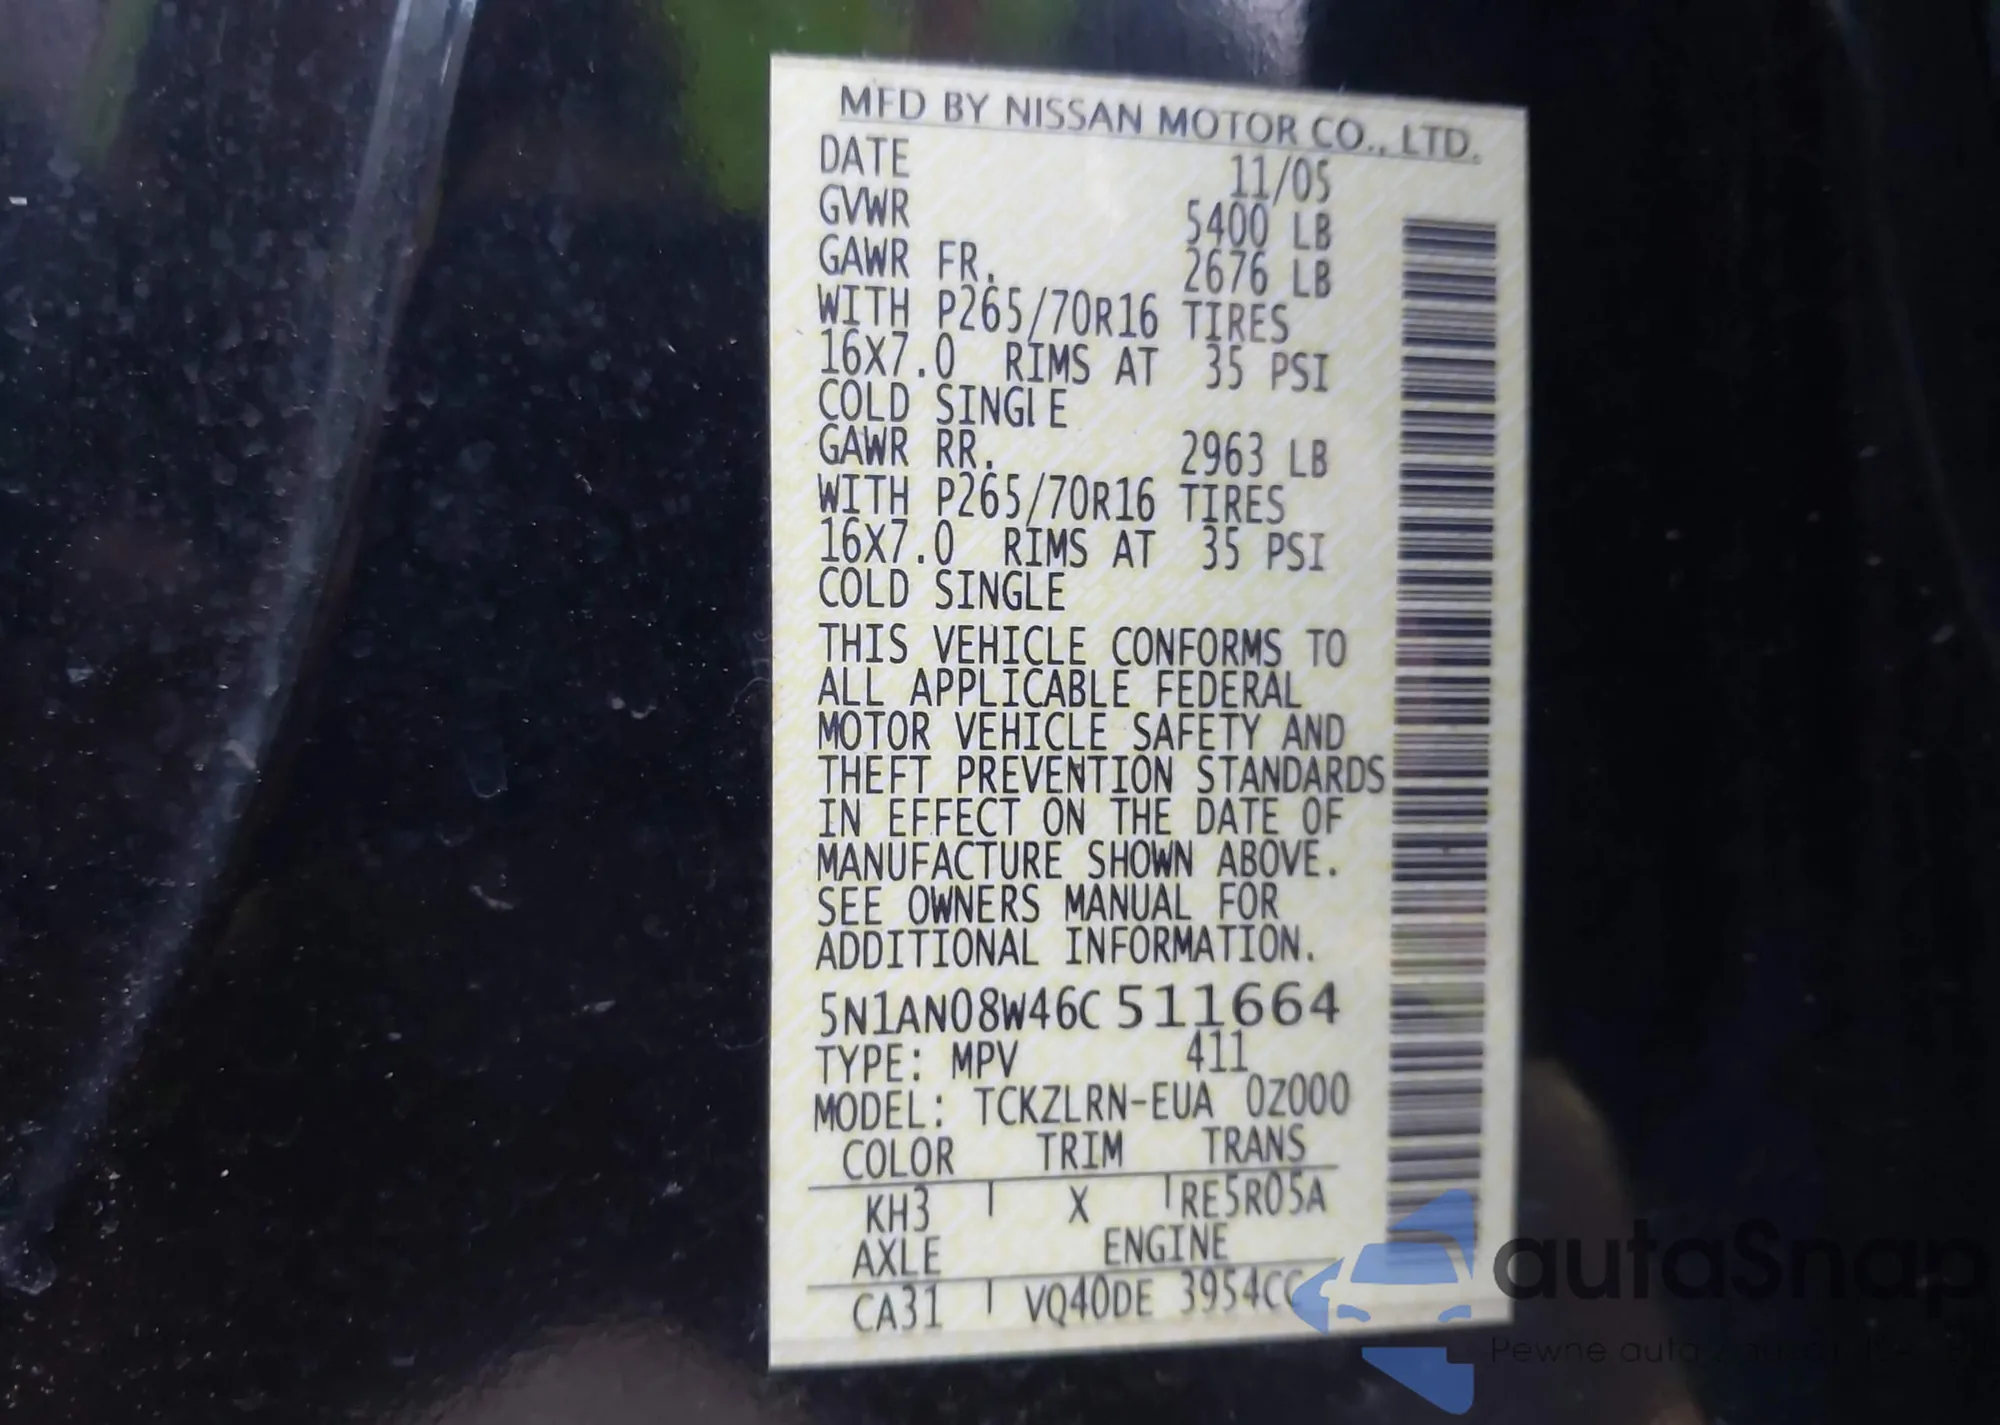 MFD BY NISSAN MOTOR CO., LTD.
DATE 11/05
GVWR 5400 LB
GAWR FR. 2676 LB
WITH P265/70R16 TIRES
16X7.0 RIMS AT 35 PSI
COLD SINGLE
GAWR RR. 2963 LB
WITH P265/70R16 TIRES
16X7.0 RIMS AT 35 PSI
COLD SINGLE
THIS VEHICLE CONFORMS TO
ALL APPLICABLE FEDERAL
MOTOR VEHICLE SAFETY AND
THEFT PREVENTION STANDARDS
IN EFFECT ON THE DATE OF
MANUFACTURE SHOWN ABOVE.
SEE OWNERS MANUAL FOR
ADDITIONAL INFORMATION.
5N1AN08W46C511664
TYPE: MPV 411
MODEL: TCKZLRN-EUA 0Z000
COLOR TRIM TRANS
KH3 X RE5R05A
AXLE ENGINE
CA31 VQ40DE 3954CC
autaSnap
Pewne auta